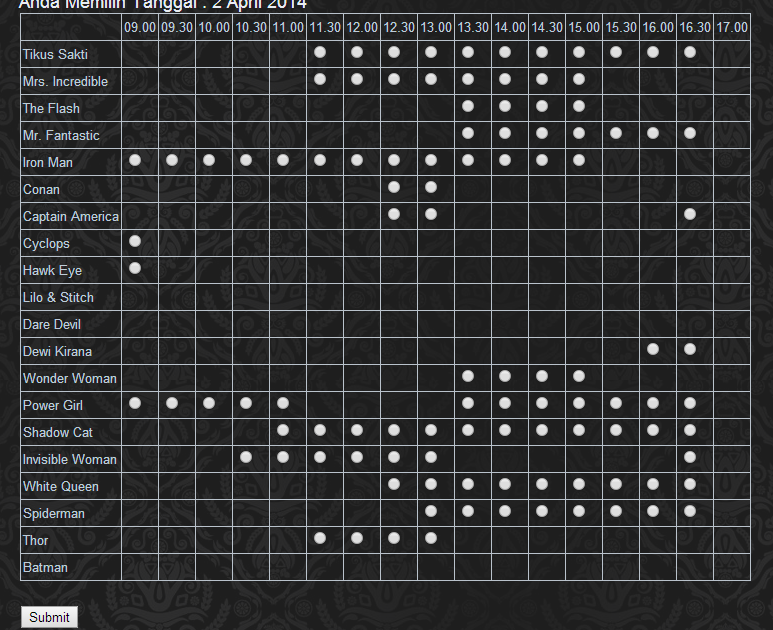 Anda Memilih Tanggal : 2 April 2014
09.00 09.30 10.00 10.30 11.00 11.30 12.00 12.30 13.00 13.30 14.00 14.30 15.00 15.30 16.00 16.30 17.00
Tikus Sakti
Mrs. Incredible
The Flash
Mr. Fantastic
Iron Man
Conan
Captain America
Cyclops
Hawk Eye
Lilo & Stitch
Dare Devil
Dewi Kirana
Wonder Woman
Power Girl
Shadow Cat
Invisible Woman
White Queen
Spiderman
Thor
Batman
Submit